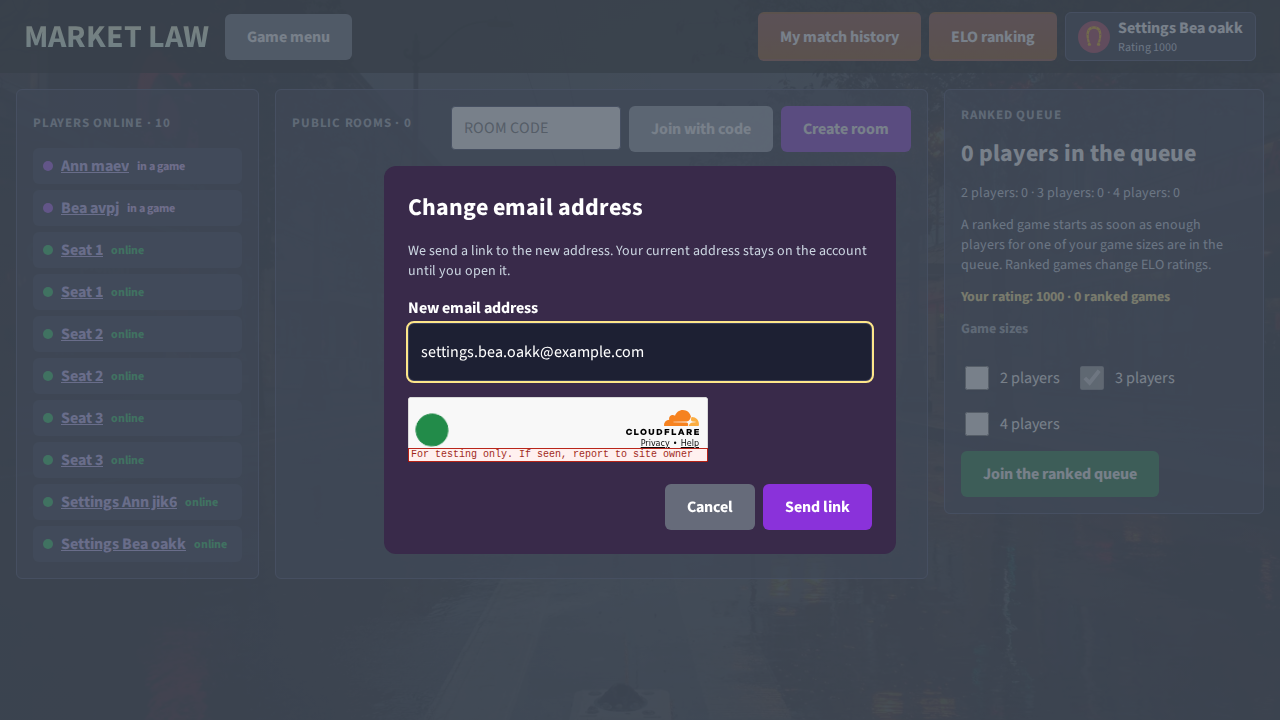 MARKET LAW
Game menu
My match history
ELO ranking
Settings Bea oakk
Rating 1000
PLAYERS ONLINE · 10
Ann maev in a game
Bea avpj in a game
Seat 1 online
Seat 1 online
Seat 2 online
Seat 2 online
Seat 3 online
Seat 3 online
Settings Ann jik6 online
Settings Bea oakk online
PUBLIC ROOMS · 0
ROOM CODE
Join with code
Create room
Change email address
We send a link to the new address. Your current address stays on the account
until you open it.
New email address
settings.bea.oakk@example.com
CLOUDFLARE
Privacy • Help
For testing only. If seen, report to site owner
Cancel
Send link
RANKED QUEUE
0 players in the queue
2 players: 0 · 3 players: 0 · 4 players: 0
A ranked game starts as soon as enough
players for one of your game sizes are in the
queue. Ranked games change ELO ratings.
Your rating: 1000 · 0 ranked games
Game sizes
2 players
3 players
4 players
Join the ranked queue